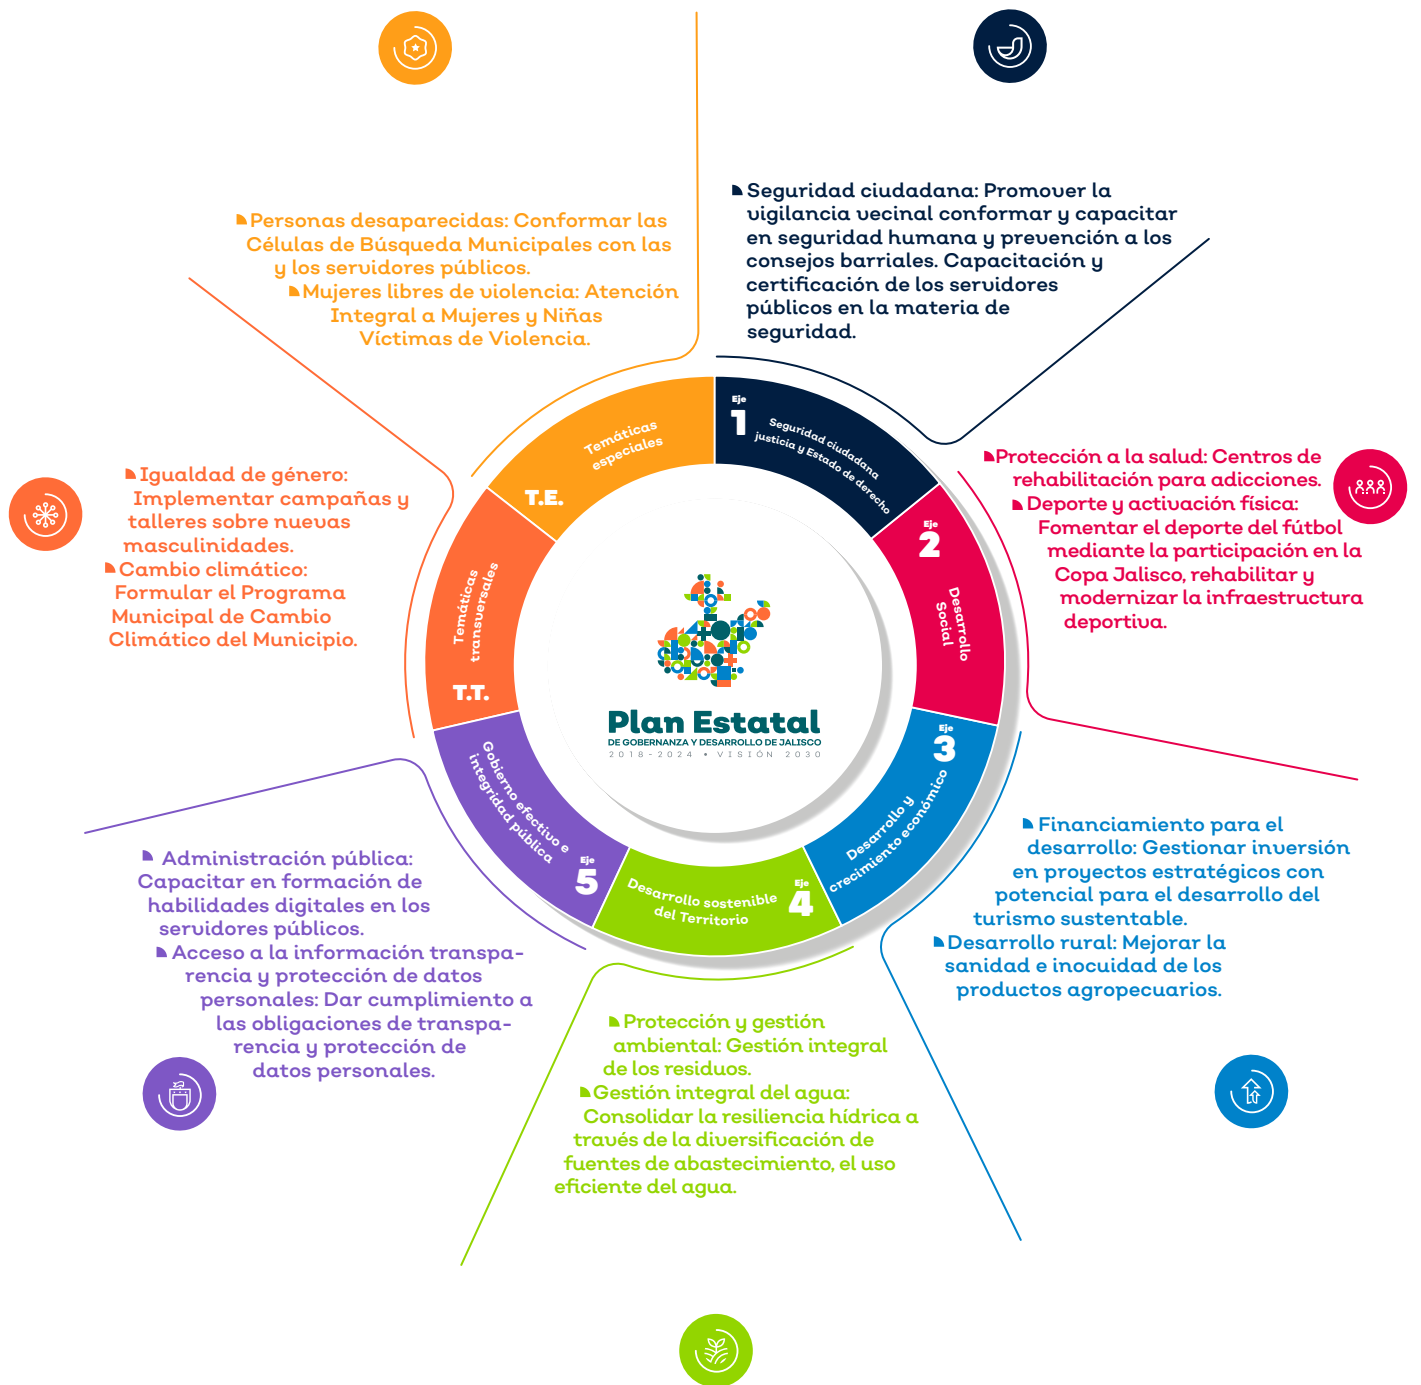 Personas desaparecidas: Conformar las
Células de Búsqueda Municipales con las
y los servidores públicos.
Mujeres libres de violencia: Atención
Integral a Mujeres y Niñas
Víctimas de Violencia.
Seguridad ciudadana: Promover la
vigilancia vecinal conformar y capacitar
en seguridad humana y prevención a los
consejos barriales. Capacitación y
certificación de los servidores
públicos en la materia de
seguridad.
Protección a la salud: Centros de
rehabilitación para adicciones.
Deporte y activación física:
Fomentar el deporte del fútbol
mediante la participación en la
Copa Jalisco, rehabilitar y
modernizar la infraestructura
deportiva.
Financiamiento para el
desarrollo: Gestionar inversión
en proyectos estratégicos con
potencial para el desarrollo del
turismo sustentable.
Desarrollo rural: Mejorar la
sanidad e inocuidad de los
productos agropecuarios.
Protección y gestión
ambiental: Gestión integral
de los residuos.
Gestión integral del agua:
Consolidar la resiliencia hídrica a
través de la diversificación de
fuentes de abastecimiento, el uso
eficiente del agua.
Administración pública:
Capacitar en formación de
habilidades digitales en los
servidores públicos.
Acceso a la información transpa-
rencia y protección de datos
personales: Dar cumplimiento a
las obligaciones de transpa-
rencia y protección de
datos personales.
Igualdad de género:
Implementar campañas y
talleres sobre nuevas
masculinidades.
Cambio climático:
Formular el Programa
Municipal de Cambio
Climático del Municipio.
Temáticas
especiales
T.E.
Eje
1
Seguridad ciudadana
justicia y Estado de derecho
Eje
2
Desarrollo
Social
Eje
3
Desarrollo y
crecimiento económico
Eje
4
Desarrollo sostenible
del Territorio
Eje
5
Gobierno efectivo e
integridad pública
Temáticas
transversales
T.T.
Plan Estatal
DE GOBERNANZA Y DESARROLLO DE JALISCO
2018-2024 • VISIÓN 2030